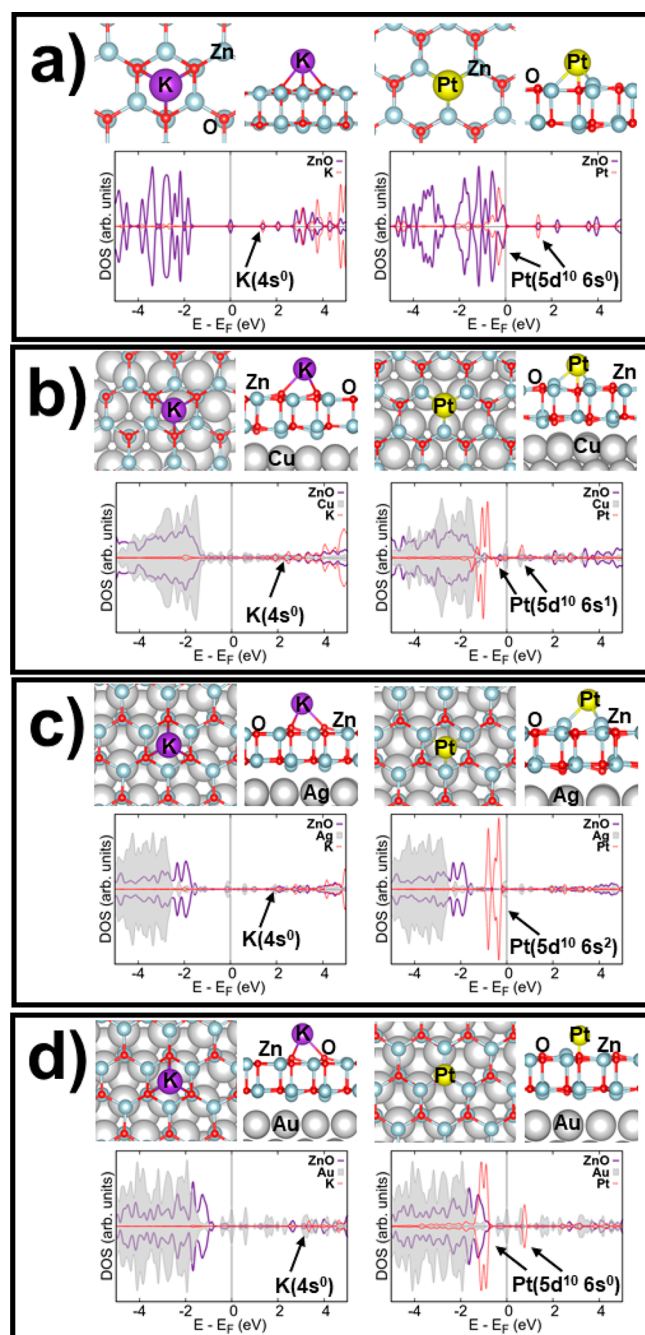 a)
K
Zn
O
K
Pt
Zn
O
Pt
DOS (arb. units)
ZnO
K
K(4s⁰)
-4 -2 0 2 4
E - E_F (eV)
DOS (arb. units)
ZnO
Pt
Pt(5d¹⁰ 6s⁰)
-4 -2 0 2 4
E - E_F (eV)
b)
K
Zn
K
O
Cu
Pt
O
Pt
Zn
Cu
DOS (arb. units)
ZnO
Cu
K
K(4s⁰)
-4 -2 0 2 4
E - E_F (eV)
DOS (arb. units)
ZnO
Cu
Pt
Pt(5d¹⁰ 6s¹)
-4 -2 0 2 4
E - E_F (eV)
c)
K
O
K
Zn
Ag
Pt
O
Pt
Zn
Ag
DOS (arb. units)
ZnO
Ag
K
K(4s⁰)
-4 -2 0 2 4
E - E_F (eV)
DOS (arb. units)
ZnO
Ag
Pt
Pt(5d¹⁰ 6s²)
-4 -2 0 2 4
E - E_F (eV)
d)
K
Zn
K
O
Au
Pt
O
Pt
Zn
Au
DOS (arb. units)
ZnO
Au
K
K(4s⁰)
-4 -2 0 2 4
E - E_F (eV)
DOS (arb. units)
ZnO
Au
Pt
Pt(5d¹⁰ 6s⁰)
-4 -2 0 2 4
E - E_F (eV)